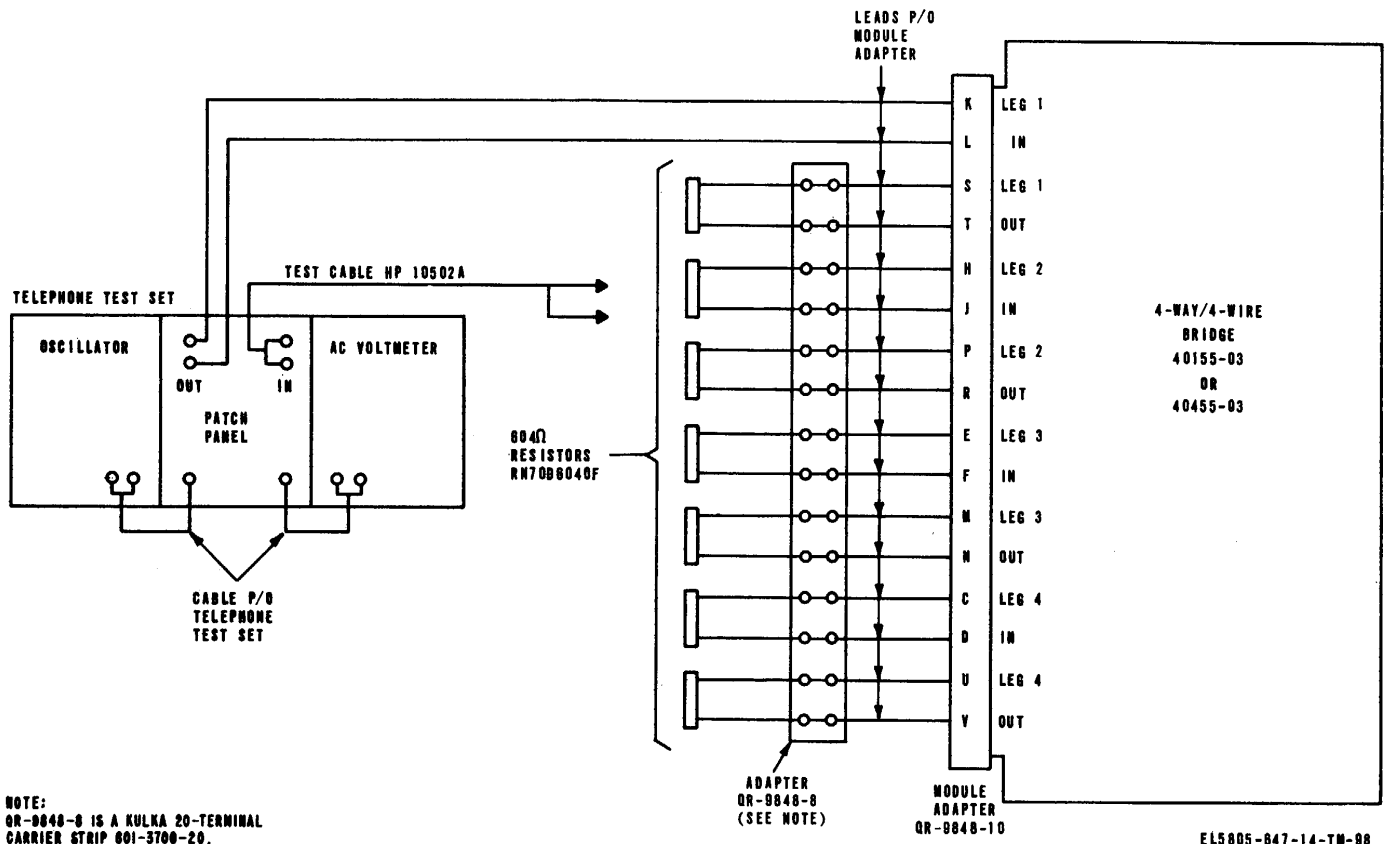 LEADS P/O
MODULE
ADAPTER
K LEG 1
L IN
S LEG 1
T OUT
H LEG 2
J IN
P LEG 2
R OUT
E LEG 3
F IN
M LEG 3
N OUT
C LEG 4
D IN
U LEG 4
V OUT
4-WAY/4-WIRE
BRIDGE
40155-03
OR
40455-03
TEST CABLE HP 10502A
TELEPHONE TEST SET
OSCILLATOR
OUT
IN
PATCH
PANEL
AC VOLTMETER
604Ω
RESISTORS
RN70B6040F
CABLE P/O
TELEPHONE
TEST SET
ADAPTER
QR-9848-8
(SEE NOTE)
MODULE
ADAPTER
QR-9848-10
NOTE:
QR-9848-8 IS A KULKA 20-TERMINAL
CARRIER STRIP 601-3700-20.
EL5805-647-14-TM-98